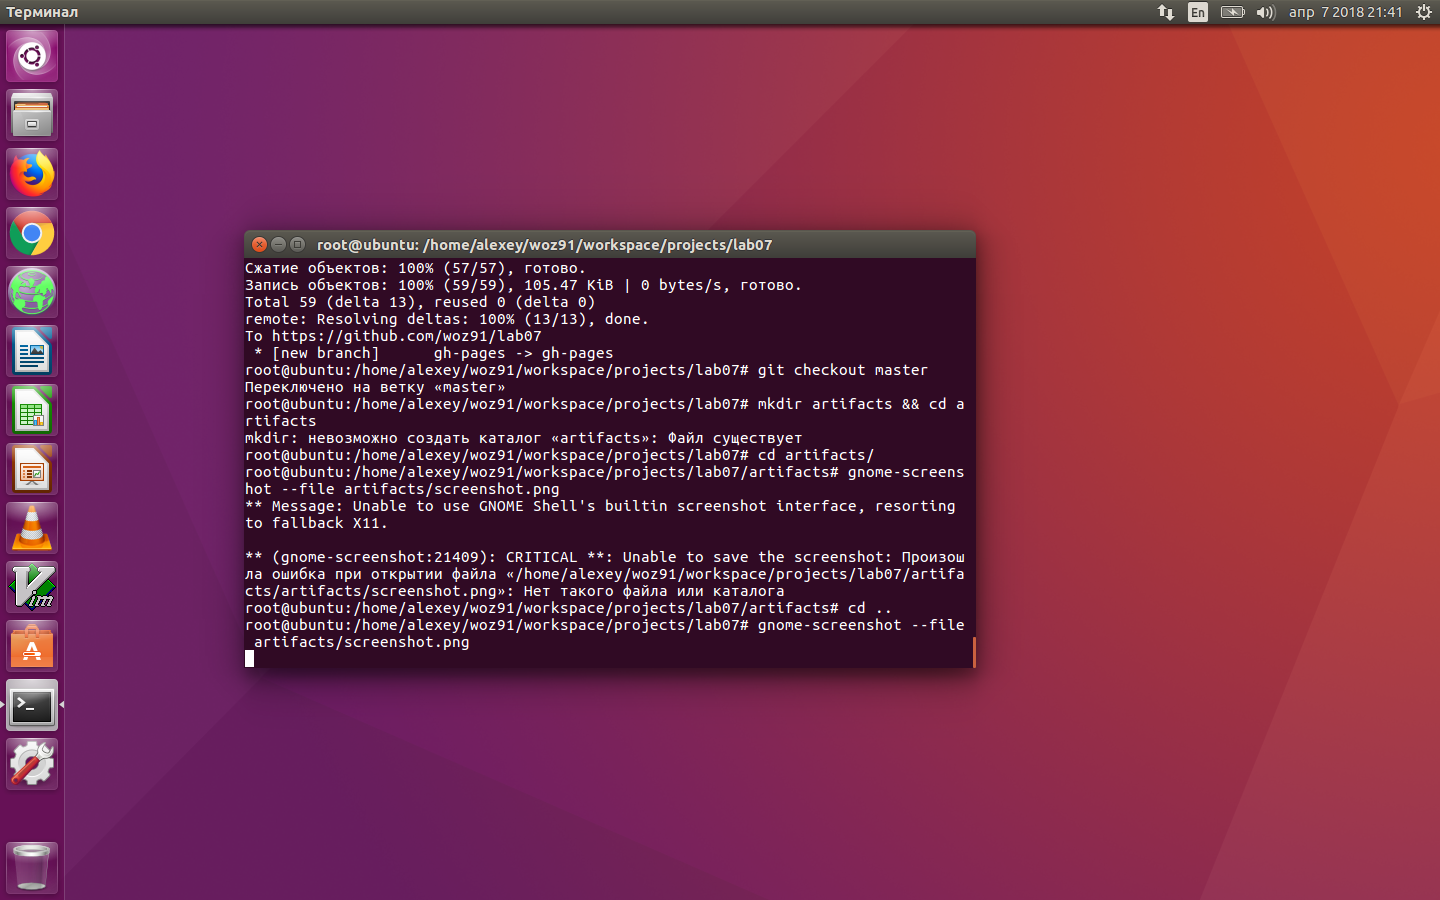 Терминал
En
апр 7 2018 21:41
root@ubuntu: /home/alexey/woz91/workspace/projects/lab07
Сжатие объектов: 100% (57/57), готово.
Запись объектов: 100% (59/59), 105.47 KiB | 0 bytes/s, готово.
Total 59 (delta 13), reused 0 (delta 0)
remote: Resolving deltas: 100% (13/13), done.
To https://github.com/woz91/lab07
 * [new branch]      gh-pages -> gh-pages
root@ubuntu:/home/alexey/woz91/workspace/projects/lab07# git checkout master
Переключено на ветку «master»
root@ubuntu:/home/alexey/woz91/workspace/projects/lab07# mkdir artifacts && cd a
rtifacts
mkdir: невозможно создать каталог «artifacts»: Файл существует
root@ubuntu:/home/alexey/woz91/workspace/projects/lab07# cd artifacts/
root@ubuntu:/home/alexey/woz91/workspace/projects/lab07/artifacts# gnome-screens
hot --file artifacts/screenshot.png
** Message: Unable to use GNOME Shell's builtin screenshot interface, resorting
to fallback X11.
** (gnome-screenshot:21409): CRITICAL **: Unable to save the screenshot: Произош
ла ошибка при открытии файла «/home/alexey/woz91/workspace/projects/lab07/artifa
cts/artifacts/screenshot.png»: Нет такого файла или каталога
root@ubuntu:/home/alexey/woz91/workspace/projects/lab07/artifacts# cd ..
root@ubuntu:/home/alexey/woz91/workspace/projects/lab07# gnome-screenshot --file
 artifacts/screenshot.png
Vim
A
>_